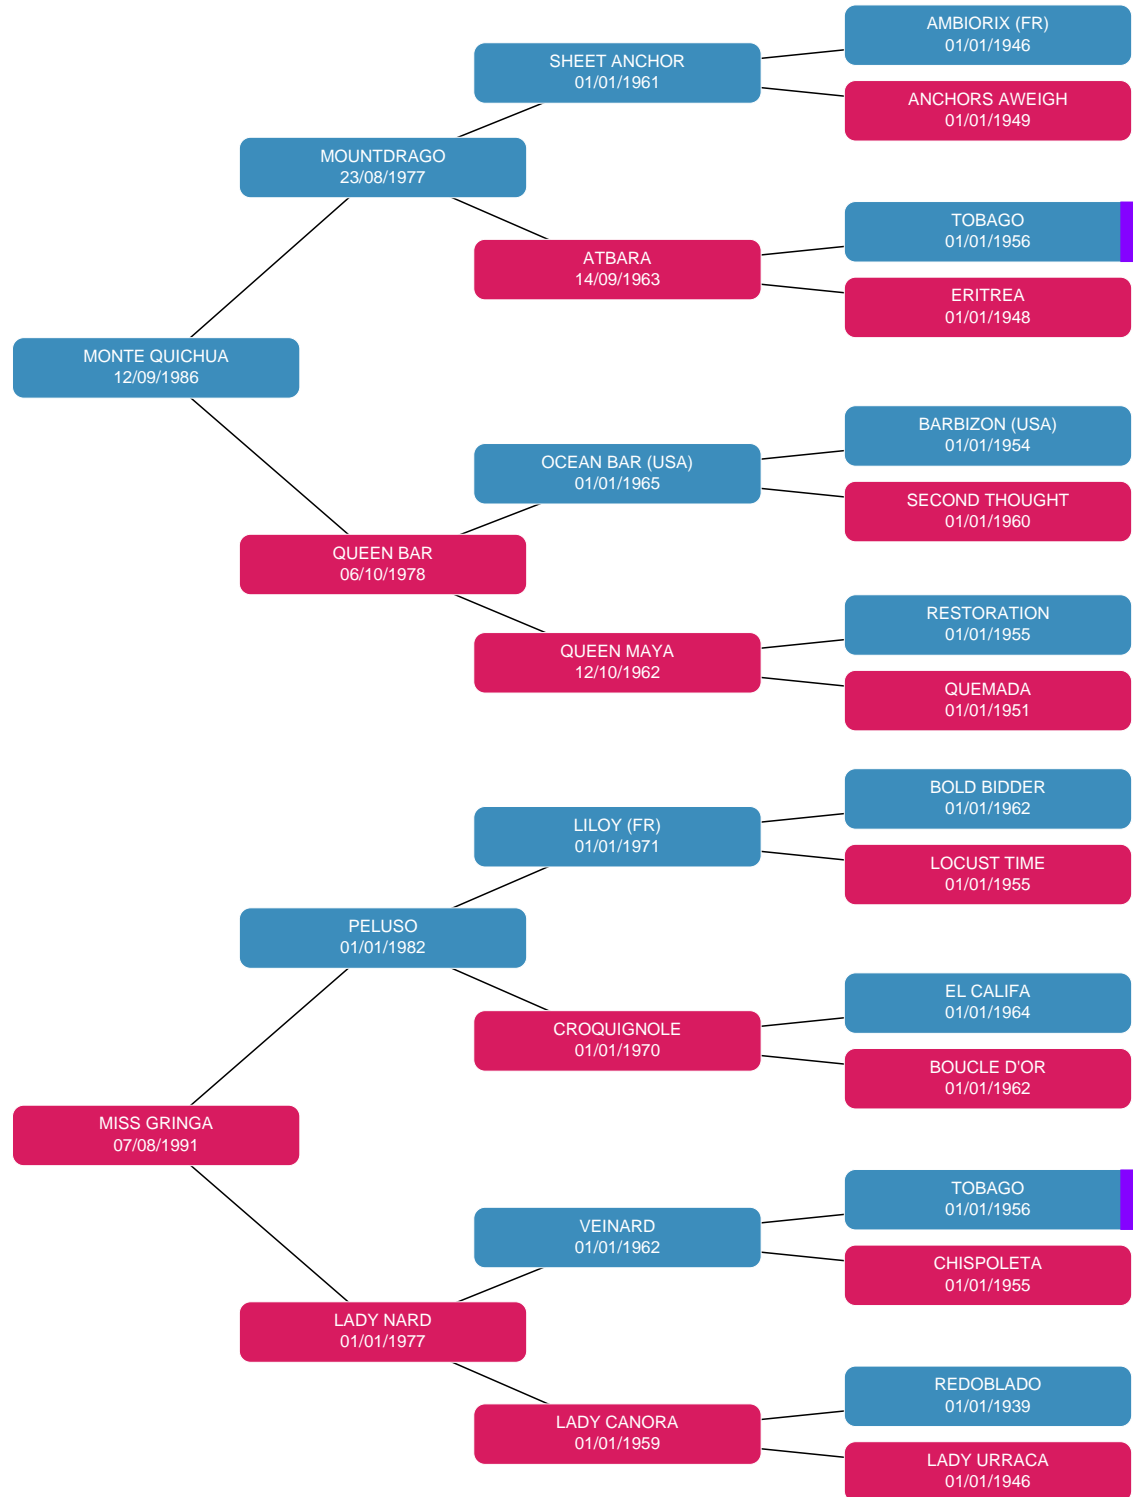 AMBIORIX (FR)
01/01/1946
SHEET ANCHOR
01/01/1961
ANCHORS AWEIGH
01/01/1949
MOUNTDRAGO
23/08/1977
TOBAGO
01/01/1956
ATBARA
14/09/1963
ERITREA
01/01/1948
MONTE QUICHUA
12/09/1986
BARBIZON (USA)
01/01/1954
OCEAN BAR (USA)
01/01/1965
SECOND THOUGHT
01/01/1960
QUEEN BAR
06/10/1978
RESTORATION
01/01/1955
QUEEN MAYA
12/10/1962
QUEMADA
01/01/1951
BOLD BIDDER
01/01/1962
LILOY (FR)
01/01/1971
LOCUST TIME
01/01/1955
PELUSO
01/01/1982
EL CALIFA
01/01/1964
CROQUIGNOLE
01/01/1970
BOUCLE D'OR
01/01/1962
MISS GRINGA
07/08/1991
TOBAGO
01/01/1956
VEINARD
01/01/1962
CHISPOLETA
01/01/1955
LADY NARD
01/01/1977
REDOBLADO
01/01/1939
LADY CANORA
01/01/1959
LADY URRACA
01/01/1946